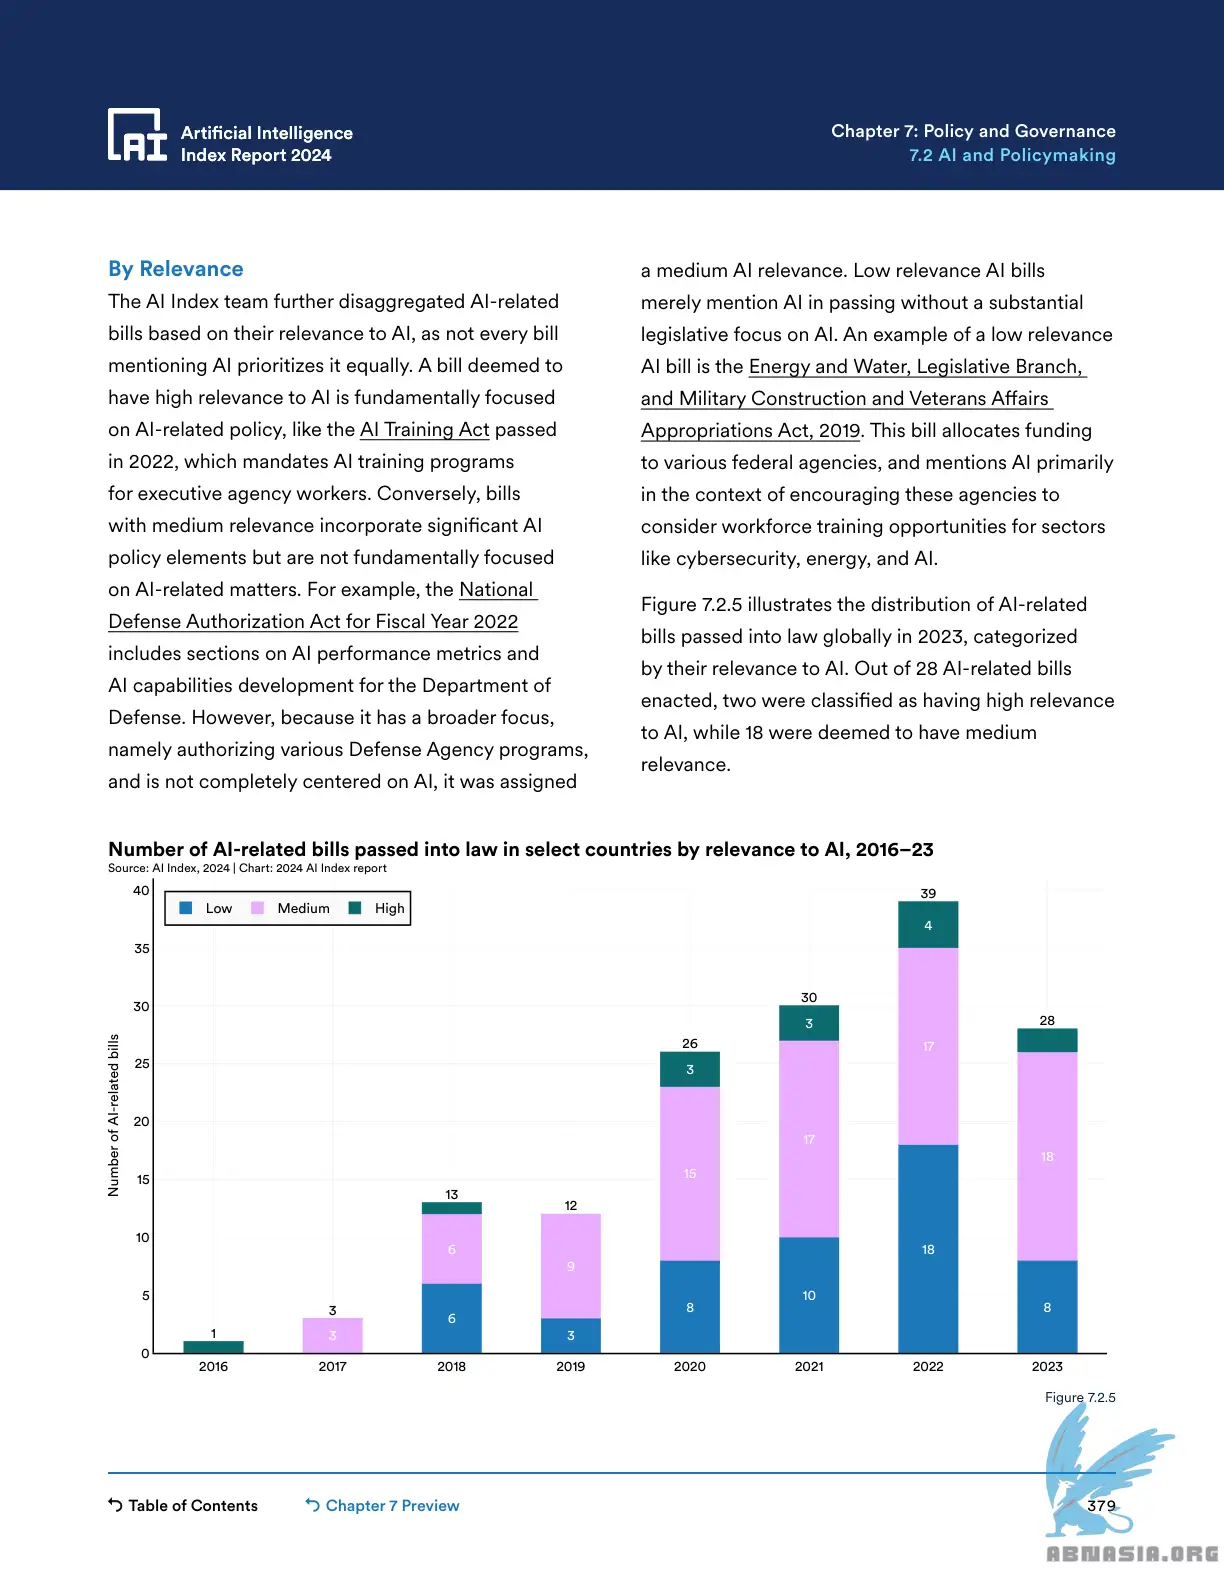 Artificial Intelligence
Index Report 2024
Chapter 7: Policy and Governance
7.2 AI and Policymaking
By Relevance
The AI Index team further disaggregated AI-related
bills based on their relevance to AI, as not every bill
mentioning AI prioritizes it equally. A bill deemed to
have high relevance to AI is fundamentally focused
on AI-related policy, like the AI Training Act passed
in 2022, which mandates AI training programs
for executive agency workers. Conversely, bills
with medium relevance incorporate significant AI
policy elements but are not fundamentally focused
on AI-related matters. For example, the National
Defense Authorization Act for Fiscal Year 2022
includes sections on AI performance metrics and
AI capabilities development for the Department of
Defense. However, because it has a broader focus,
namely authorizing various Defense Agency programs,
and is not completely centered on AI, it was assigned
a medium AI relevance. Low relevance AI bills
merely mention AI in passing without a substantial
legislative focus on AI. An example of a low relevance
AI bill is the Energy and Water, Legislative Branch,
and Military Construction and Veterans Affairs
Appropriations Act, 2019. This bill allocates funding
to various federal agencies, and mentions AI primarily
in the context of encouraging these agencies to
consider workforce training opportunities for sectors
like cybersecurity, energy, and AI.
Figure 7.2.5 illustrates the distribution of AI-related
bills passed into law globally in 2023, categorized
by their relevance to AI. Out of 28 AI-related bills
enacted, two were classified as having high relevance
to AI, while 18 were deemed to have medium
relevance.
Number of AI-related bills passed into law in select countries by relevance to AI, 2016–23
Source: AI Index, 2024 | Chart: 2024 AI Index report
Low Medium High
Number of AI-related bills
40
35
30
25
20
15
10
5
0
1
3
3
13
6
6
12
9
3
26
3
15
8
30
3
17
10
39
4
17
18
28
18
8
2016 2017 2018 2019 2020 2021 2022 2023
Figure 7.2.5
Table of Contents
Chapter 7 Preview
379
ABNASIA.ORG